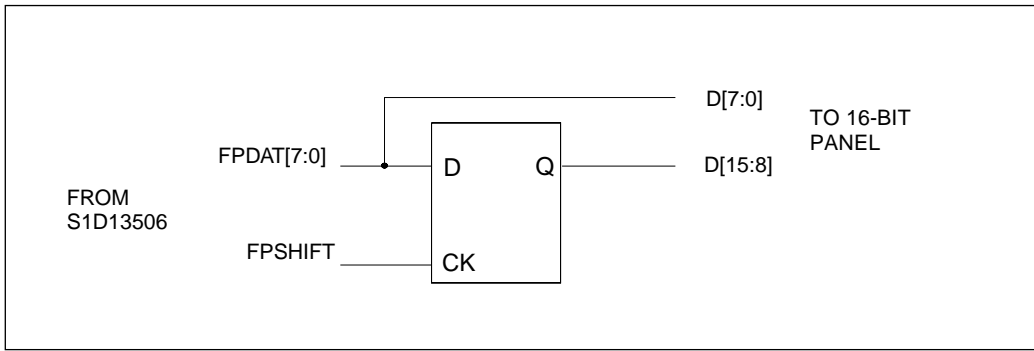 D[7:0]
TO 16-BIT
PANEL
FPDAT[7:0]
D
Q
D[15:8]
FROM
S1D13506
FPSHIFT
CK